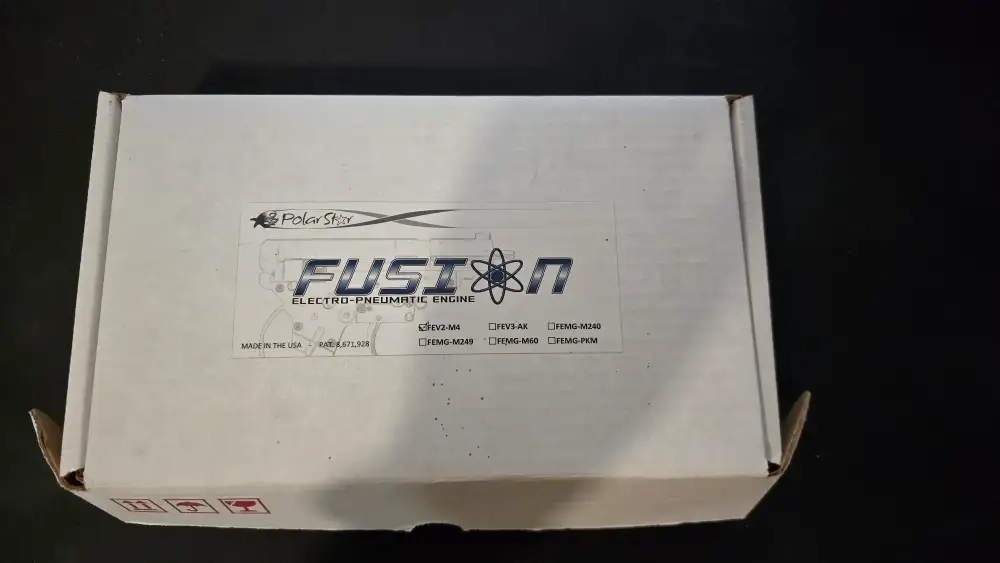 PolarStar
FUSION
ELECTRO-PNEUMATIC ENGINE
☑FEV2-M4 ☐FEV3-AK ☐FEMG-M240
☐FEMG-M249 ☐FEMG-M60 ☐FEMG-PKM
MADE IN THE USA - PAT. 8,671,928